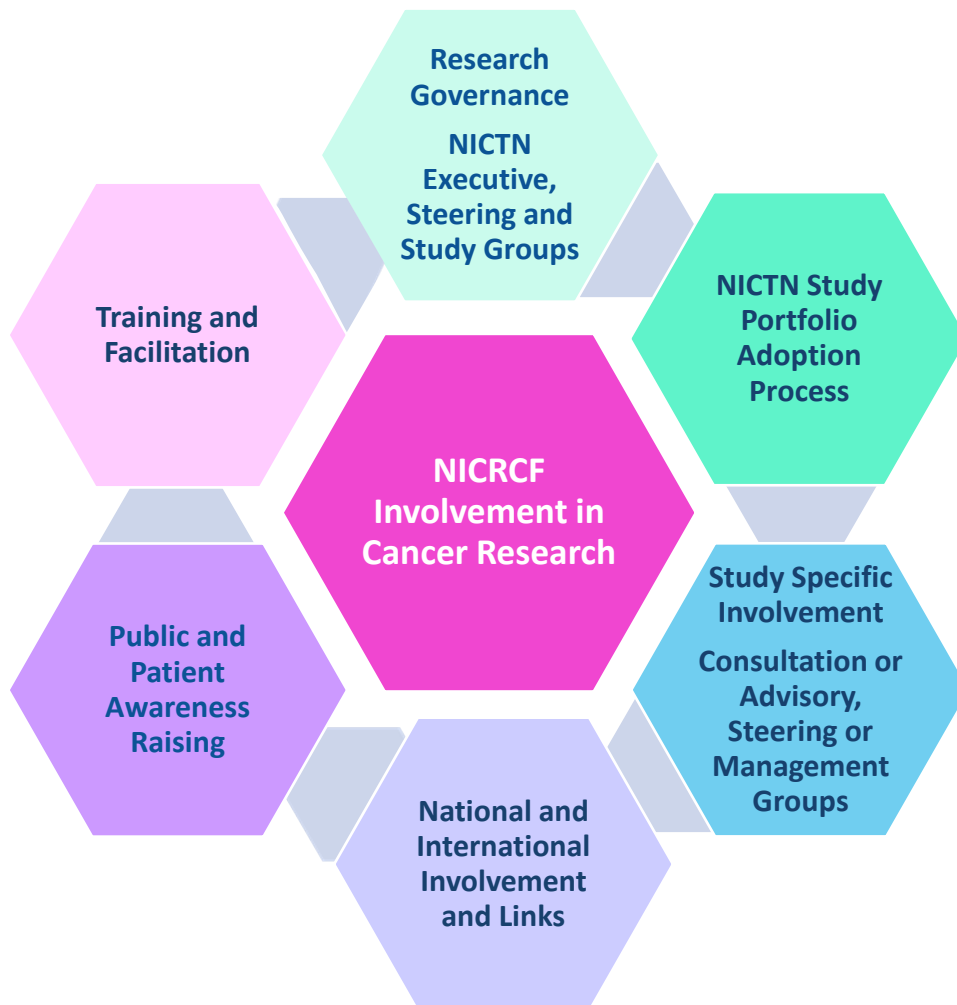 Research
Governance
NICTN
Executive,
Steering and
Study Groups
NICTN Study
Portfolio
Adoption
Process
Study Specific
Involvement
Consultation or
Advisory,
Steering or
Management
Groups
National and
International
Involvement
and Links
Public and
Patient
Awareness
Raising
Training and
Facilitation
NICRCF
Involvement in
Cancer Research